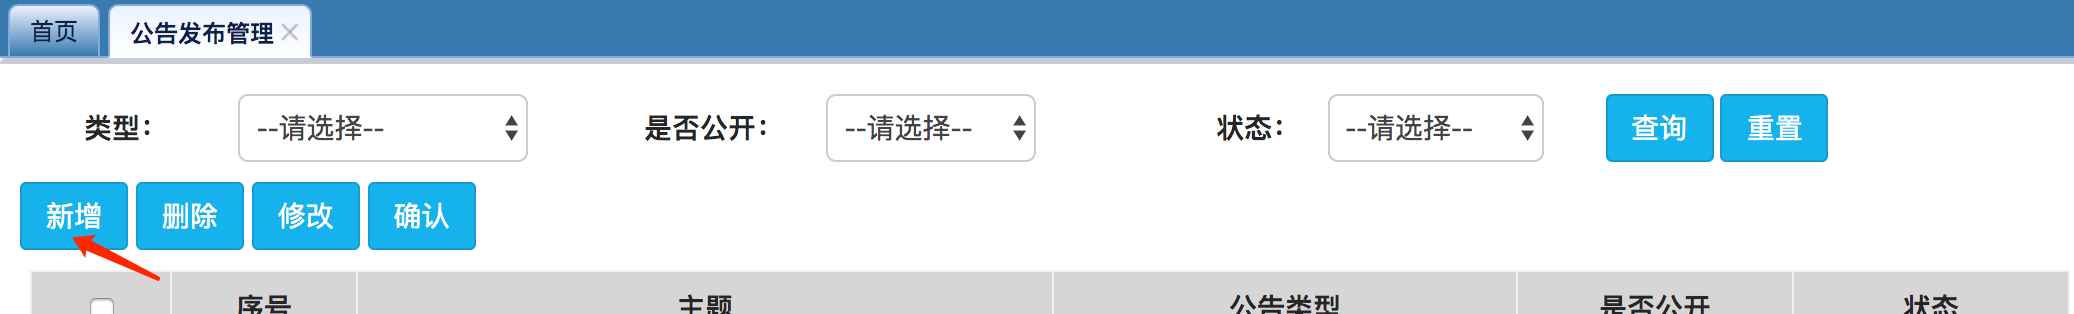 首页 公告发布管理
类型： --请选择-- 是否公开： --请选择-- 状态： --请选择-- 查询 重置
新增 删除 修改 确认
序号 主题 公告类型 是否公开 状态